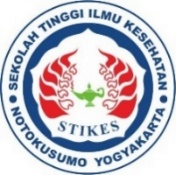 SEKOLAH TINGGI ILMU KESEHATAN
STIKES
NOTOKUSUMO YOGYAKARTA